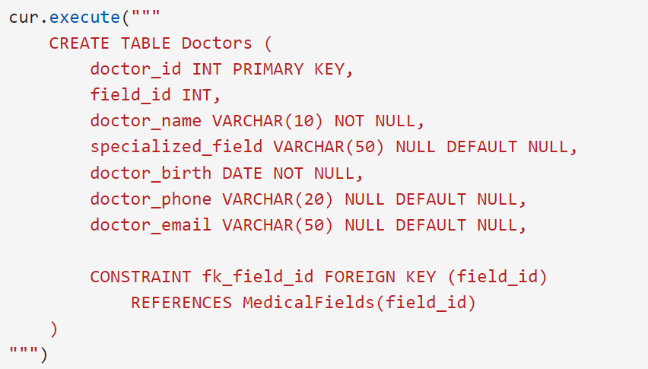 cur.execute("""
    CREATE TABLE Doctors (
        doctor_id INT PRIMARY KEY,
        field_id INT,
        doctor_name VARCHAR(10) NOT NULL,
        specialized_field VARCHAR(50) NULL DEFAULT NULL,
        doctor_birth DATE NOT NULL,
        doctor_phone VARCHAR(20) NULL DEFAULT NULL,
        doctor_email VARCHAR(50) NULL DEFAULT NULL,

        CONSTRAINT fk_field_id FOREIGN KEY (field_id)
            REFERENCES MedicalFields(field_id)
    )
""")